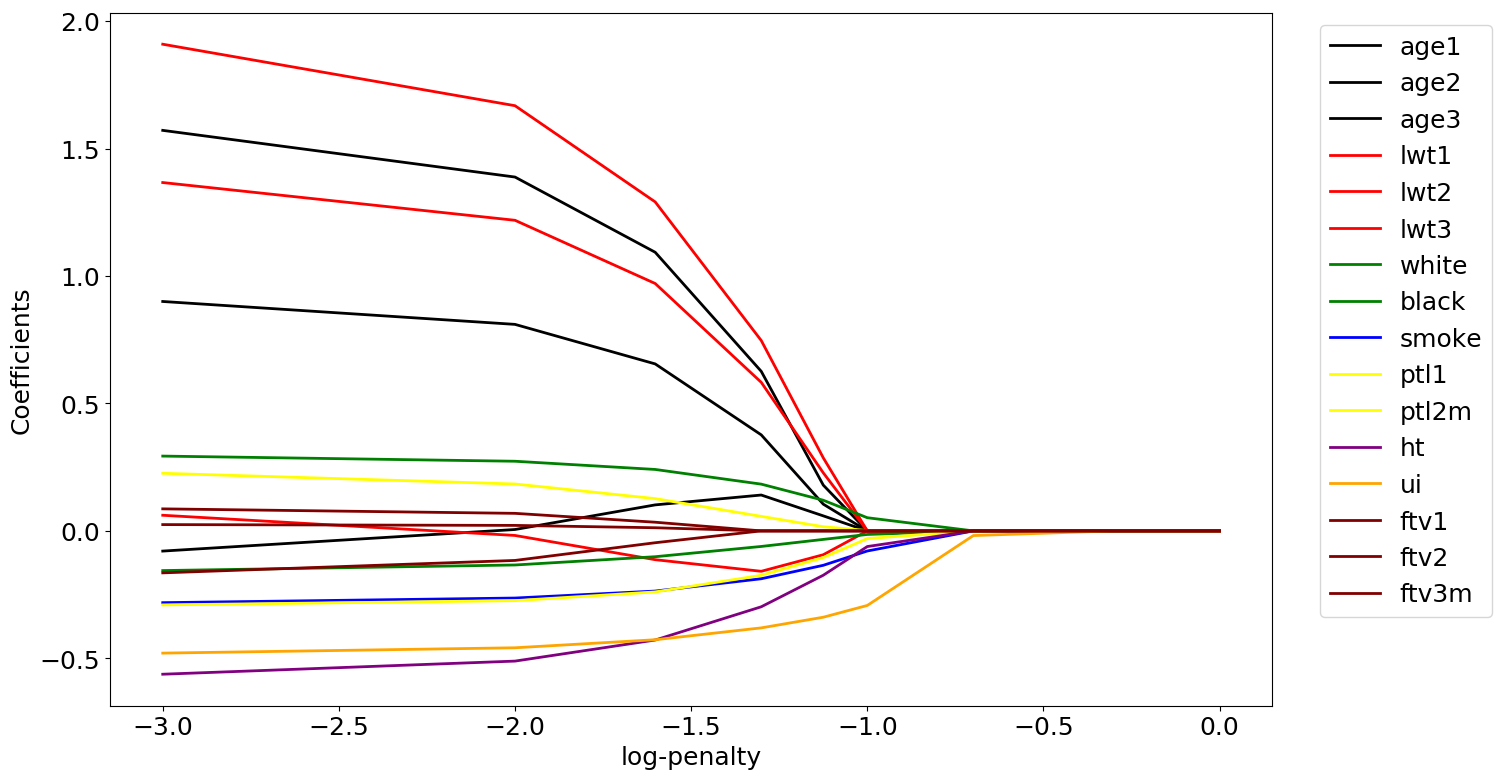 2.0
1.5
1.0
0.5
0.0
−0.5
Coefficients
−3.0
−2.5
−2.0
−1.5
−1.0
−0.5
0.0
log-penalty
age1
age2
age3
lwt1
lwt2
lwt3
white
black
smoke
ptl1
ptl2m
ht
ui
ftv1
ftv2
ftv3m